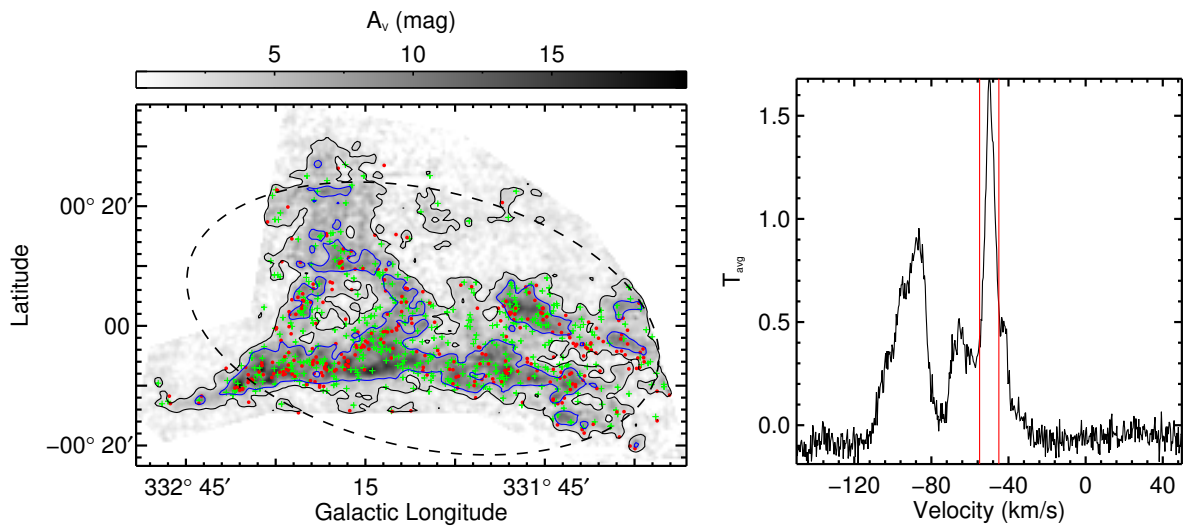 Aᵥ (mag)
5 10 15
Latitude
00° 20′
00
−00° 20′
332° 45′ 15 331° 45′
Galactic Longitude
T_avg
1.5
1.0
0.5
0.0
−120 −80 −40 0 40
Velocity (km/s)